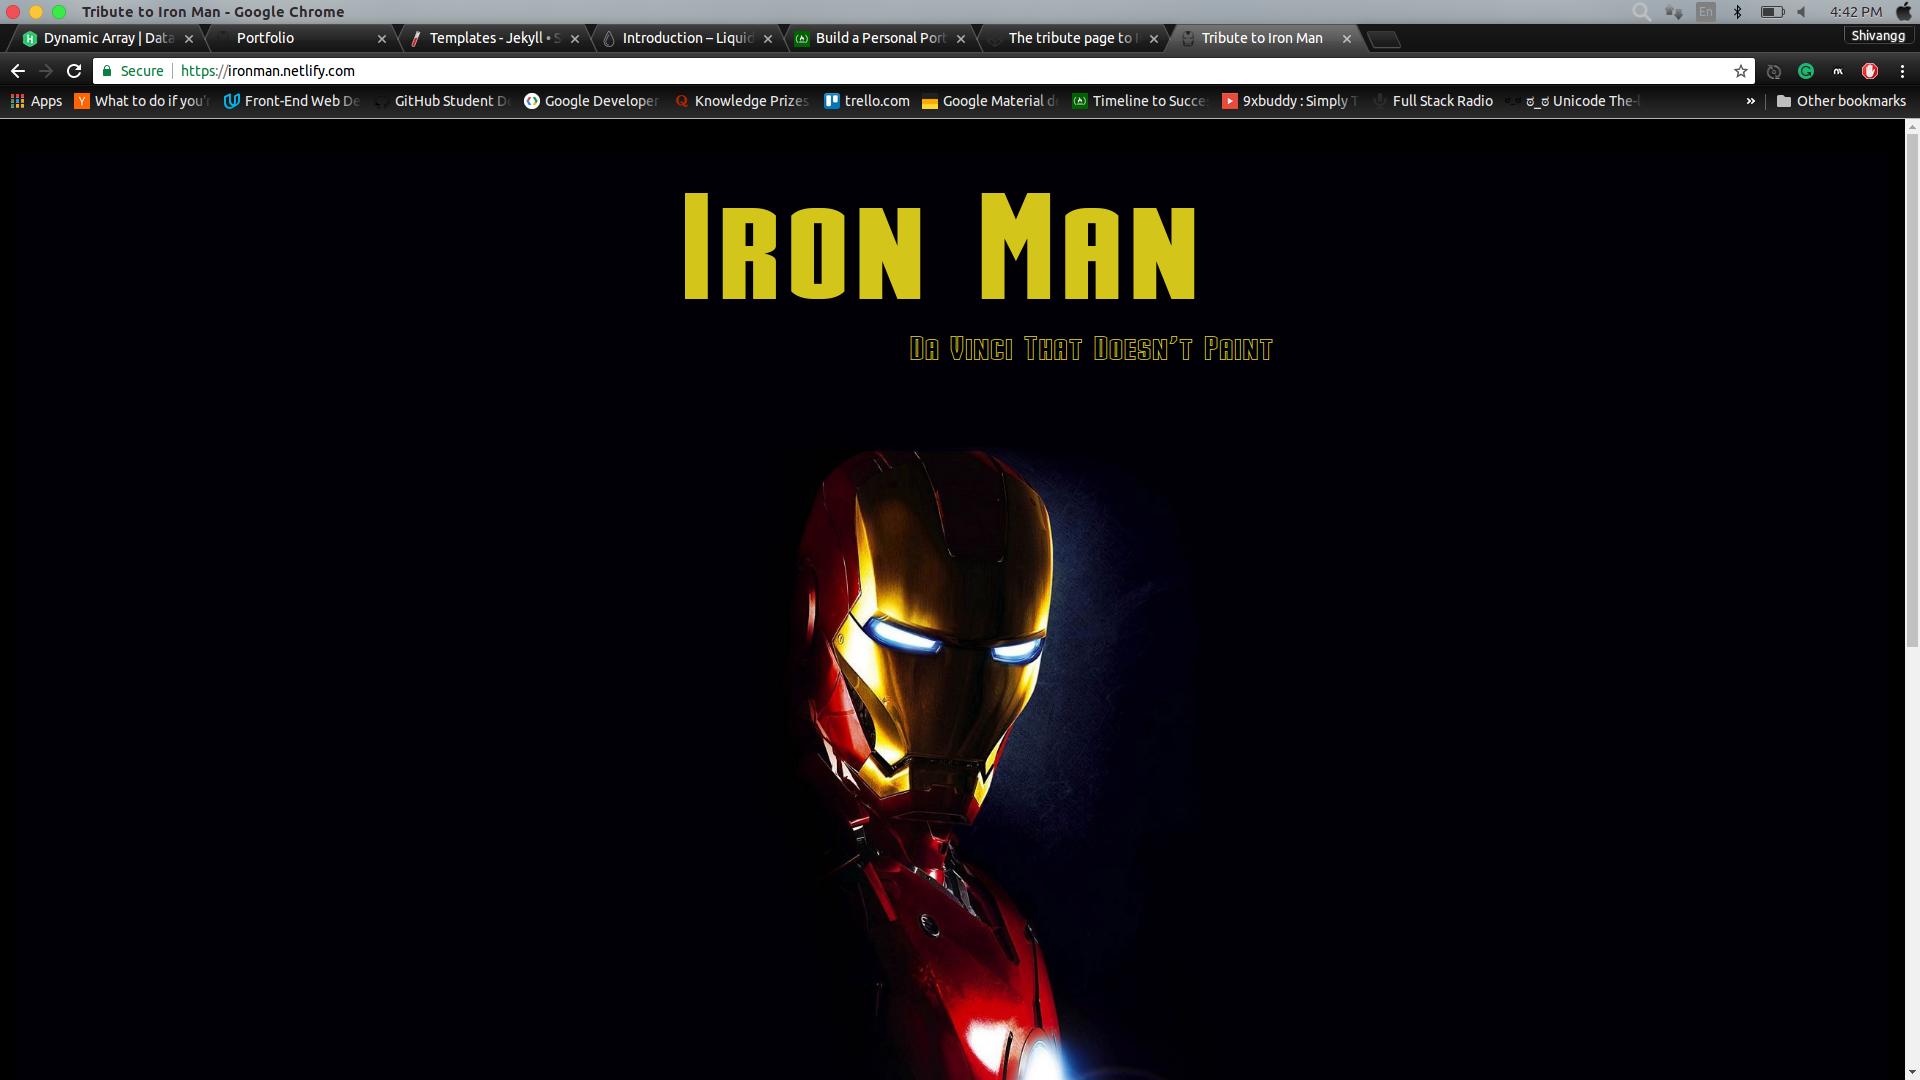 Tribute to Iron Man - Google Chrome
En
4:42 PM
Dynamic Array | Data
Portfolio
Templates - Jekyll • S
Introduction – Liquid
Build a Personal Port
The tribute page to
Tribute to Iron Man
Shivangg
Secure
https://ironman.netlify.com
Apps
Y What to do if you'r
Front-End Web De
GitHub Student De
Google Developer
Q Knowledge Prizes
trello.com
Google Material d
Timeline to Succe
9xbuddy : Simply T
Full Stack Radio
ಠ_ಠ Unicode The-l
»
Other bookmarks
Iron Man
Da Vinci That Doesn't Paint